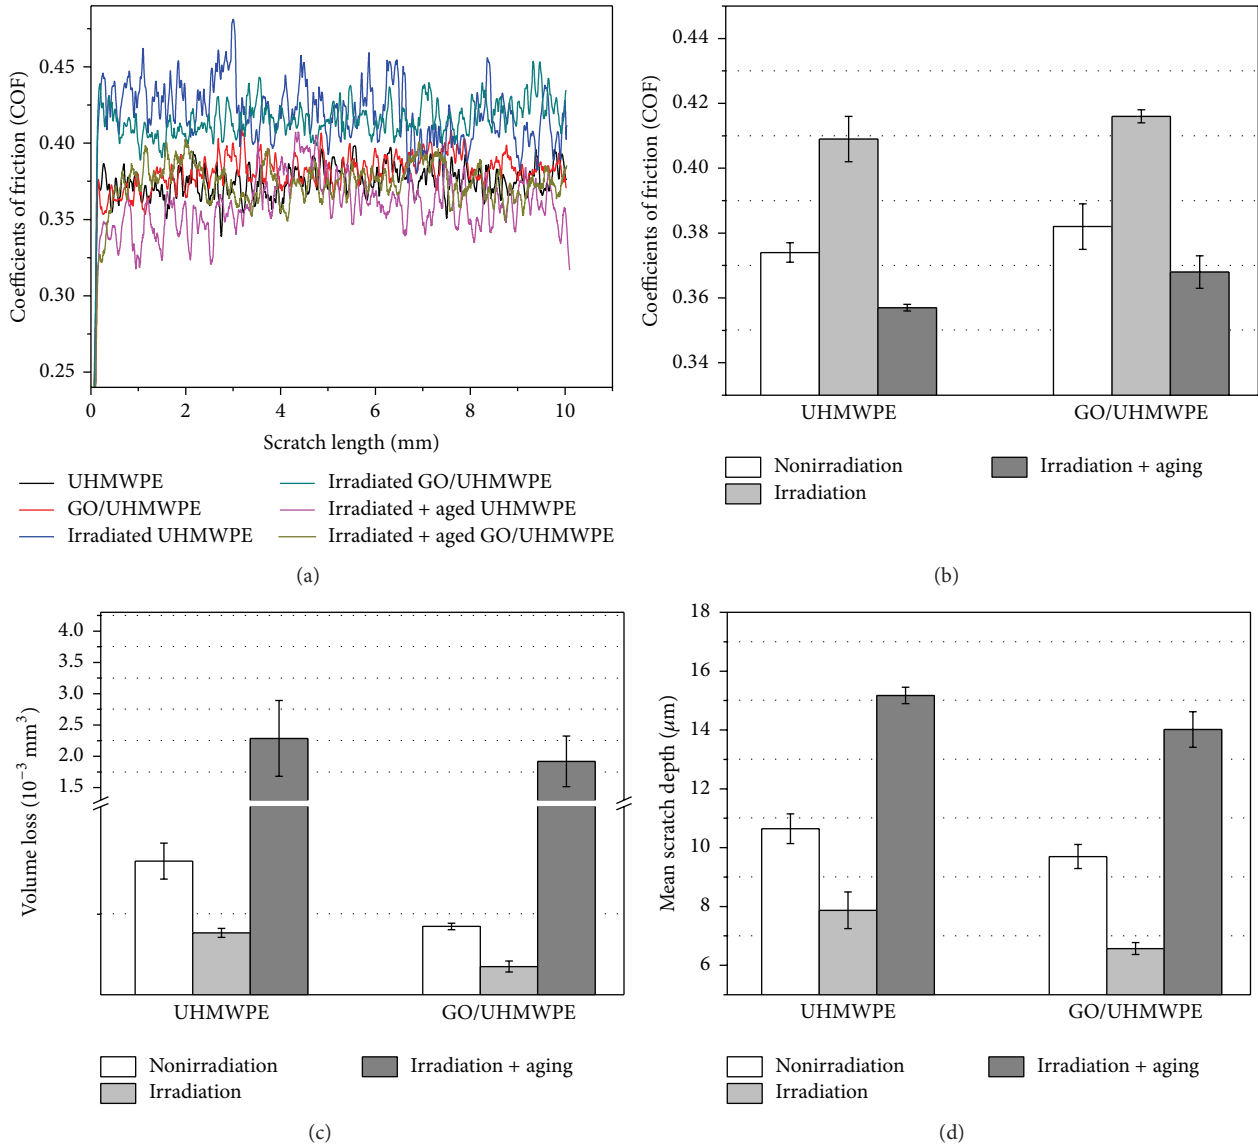 0.45
0.40
0.35
0.30
0.25
Coefficients of friction (COF)
0 2 4 6 8 10
Scratch length (mm)
UHMWPE
GO/UHMWPE
Irradiated UHMWPE
Irradiated GO/UHMWPE
Irradiated + aged UHMWPE
Irradiated + aged GO/UHMWPE
(a)
0.44
0.42
0.40
0.38
0.36
0.34
Coefficients of friction (COF)
UHMWPE GO/UHMWPE
Nonirradiation
Irradiation
Irradiation + aging
(b)
4.0
3.5
3.0
2.5
2.0
1.5
Volume loss (10⁻³ mm³)
UHMWPE GO/UHMWPE
Nonirradiation
Irradiation
Irradiation + aging
(c)
18
16
14
12
10
8
6
Mean scratch depth (μm)
UHMWPE GO/UHMWPE
Nonirradiation
Irradiation
Irradiation + aging
(d)